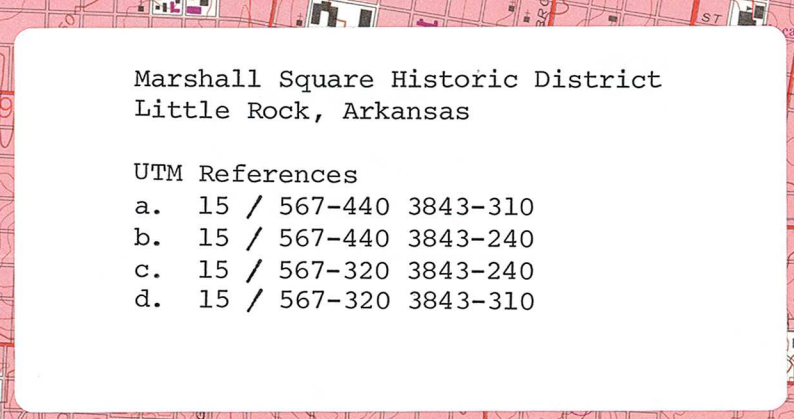 ST
Marshall Square Historic District
Little Rock, Arkansas
UTM References
a. 15 / 567-440 3843-310
b. 15 / 567-440 3843-240
c. 15 / 567-320 3843-240
d. 15 / 567-320 3843-310